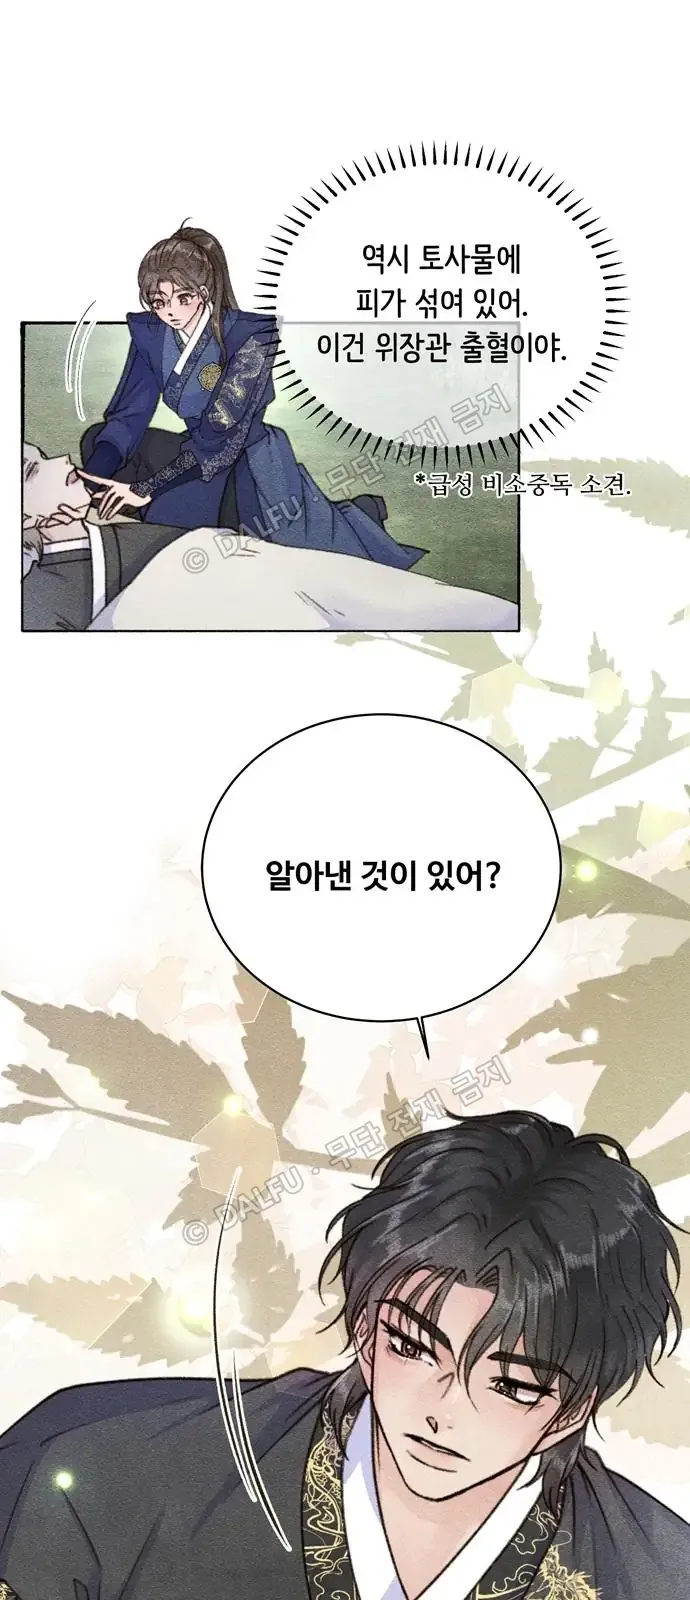 역시 토사물에
피가 섞여 있어.
이건 위장관 출혈이야.
*급성 비소중독 소견.
© DALFU · 무단 전재 금지
알아낸 것이 있어?
© DALFU · 무단 전재 금지